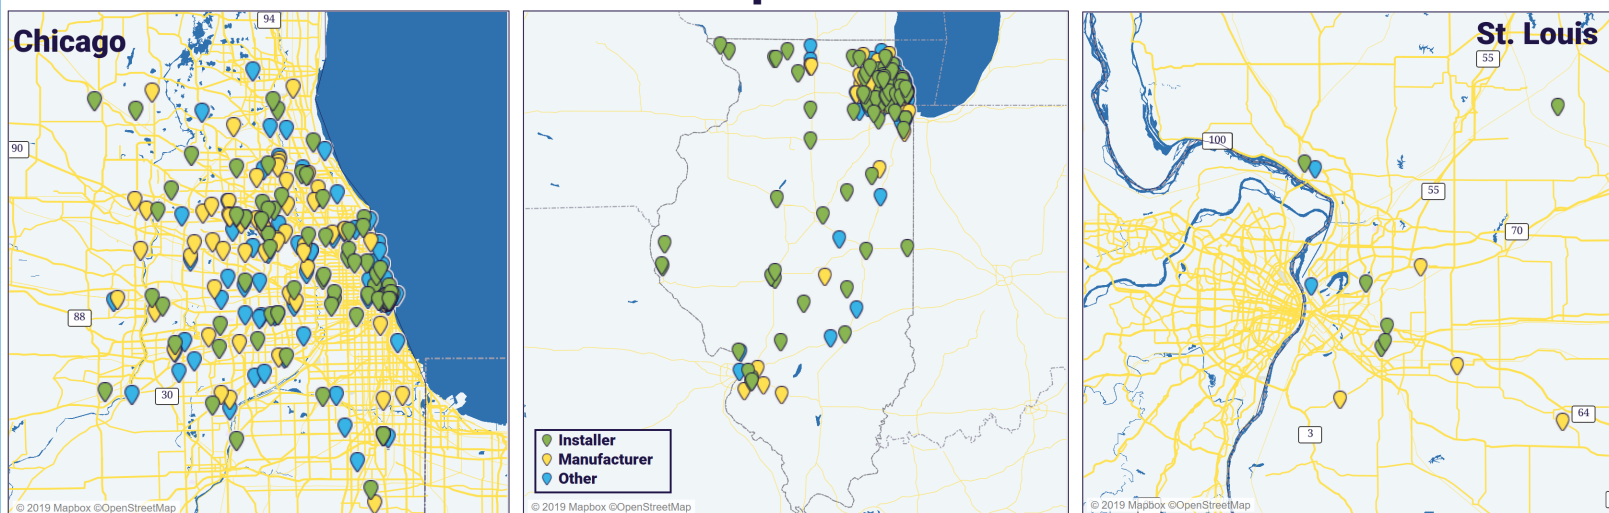 Chicago
94
90
88
30
© 2019 Mapbox ©OpenStreetMap
Installer
Manufacturer
Other
© 2019 Mapbox ©OpenStreetMap
St. Louis
55
100
55
70
64
3
© 2019 Mapbox ©OpenStreetMap